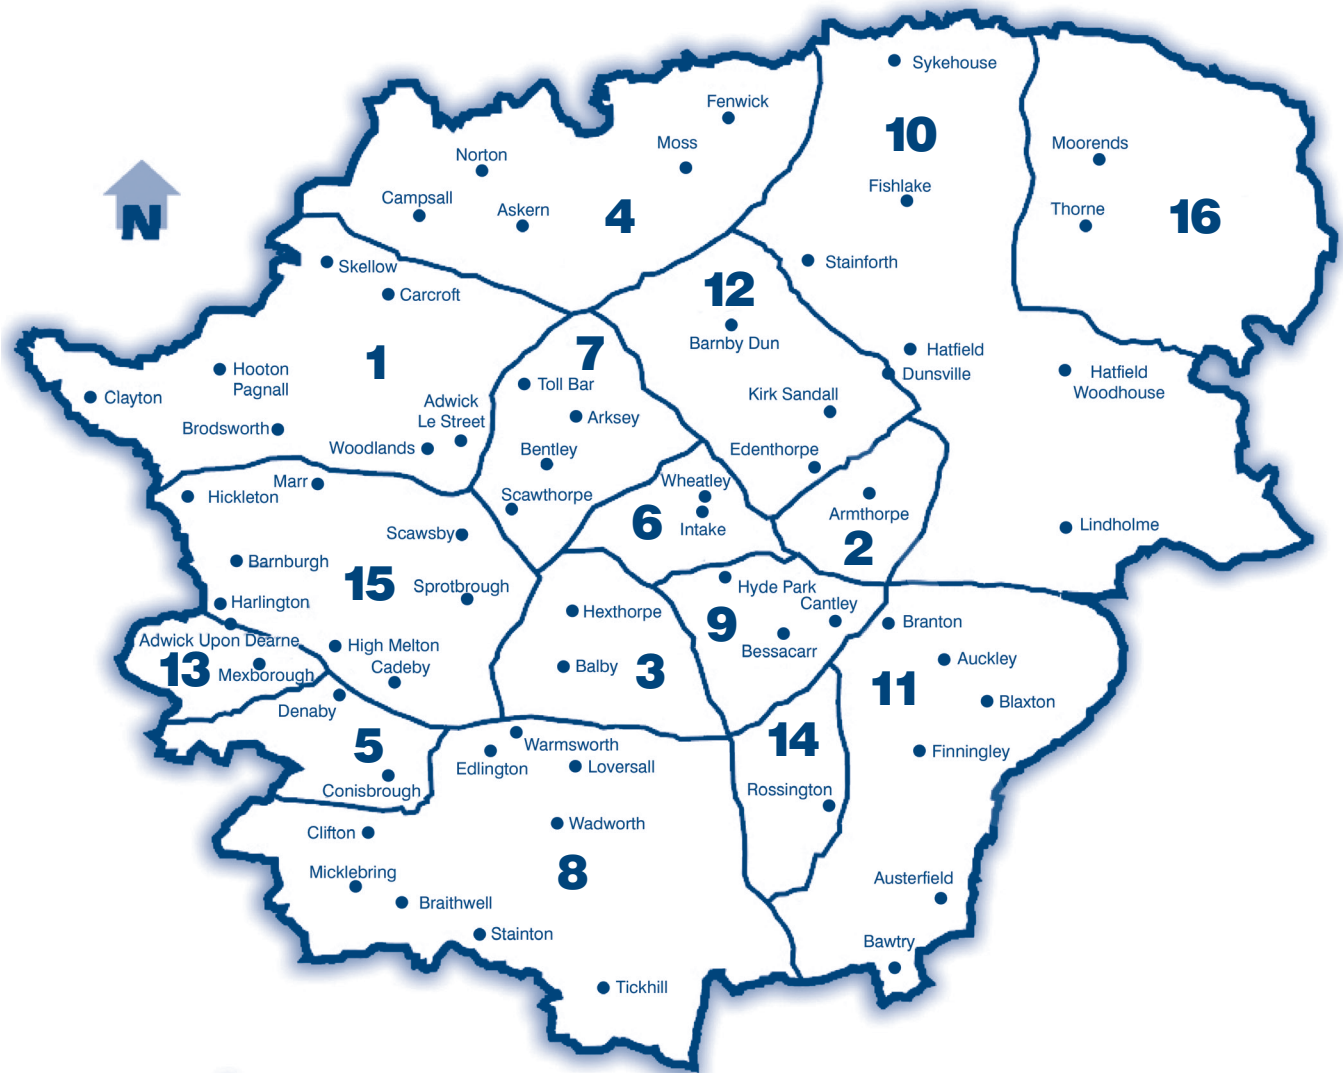 Sykehouse
Fenwick
10
Moss
Moorends
Norton
Fishlake
Campsall
Askern
4
Thorne
16
N
Skellow
Stainforth
Carcroft
12
Barnby Dun
7
Hatfield
1
Hooton
Pagnall
Toll Bar
Dunsville
Hatfield
Woodhouse
Clayton
Adwick
Le Street
Kirk Sandall
Arksey
Brodsworth
Woodlands
Bentley
Edenthorpe
Marr
Wheatley
Hickleton
Scawthorpe
Armthorpe
6
Intake
Lindholme
Scawsby
2
Barnburgh
15
Sprotbrough
Hyde Park
Harlington
Hexthorpe
Cantley
9
Branton
Adwick Upon Dearne
High Melton
Bessacarr
13
Mexborough
Cadeby
Balby
3
Auckley
11
Denaby
Blaxton
5
Warmsworth
14
Finningley
Edlington
Loversall
Conisbrough
Rossington
Clifton
Wadworth
Micklebring
8
Austerfield
Braithwell
Stainton
Bawtry
Tickhill